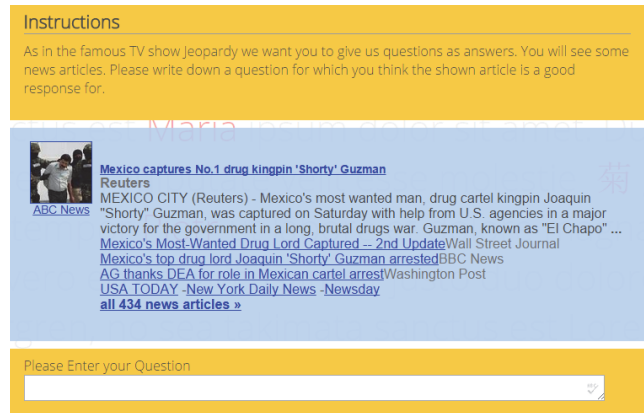 Instructions
As in the famous TV show Jeopardy we want you to give us questions as answers. You will see some
news articles. Please write down a question for which you think the shown article is a good
response for.
Maria
菊
Mexico captures No.1 drug kingpin 'Shorty' Guzman
Reuters
ABC News
MEXICO CITY (Reuters) - Mexico's most wanted man, drug cartel kingpin Joaquin
"Shorty" Guzman, was captured on Saturday with help from U.S. agencies in a major
victory for the government in a long, brutal drugs war. Guzman, known as "El Chapo" ...
Mexico's Most-Wanted Drug Lord Captured -- 2nd UpdateWall Street Journal
Mexico's top drug lord Joaquin 'Shorty' Guzman arrestedBBC News
AG thanks DEA for role in Mexican cartel arrestWashington Post
USA TODAY -New York Daily News -Newsday
all 434 news articles »
Please Enter your Question